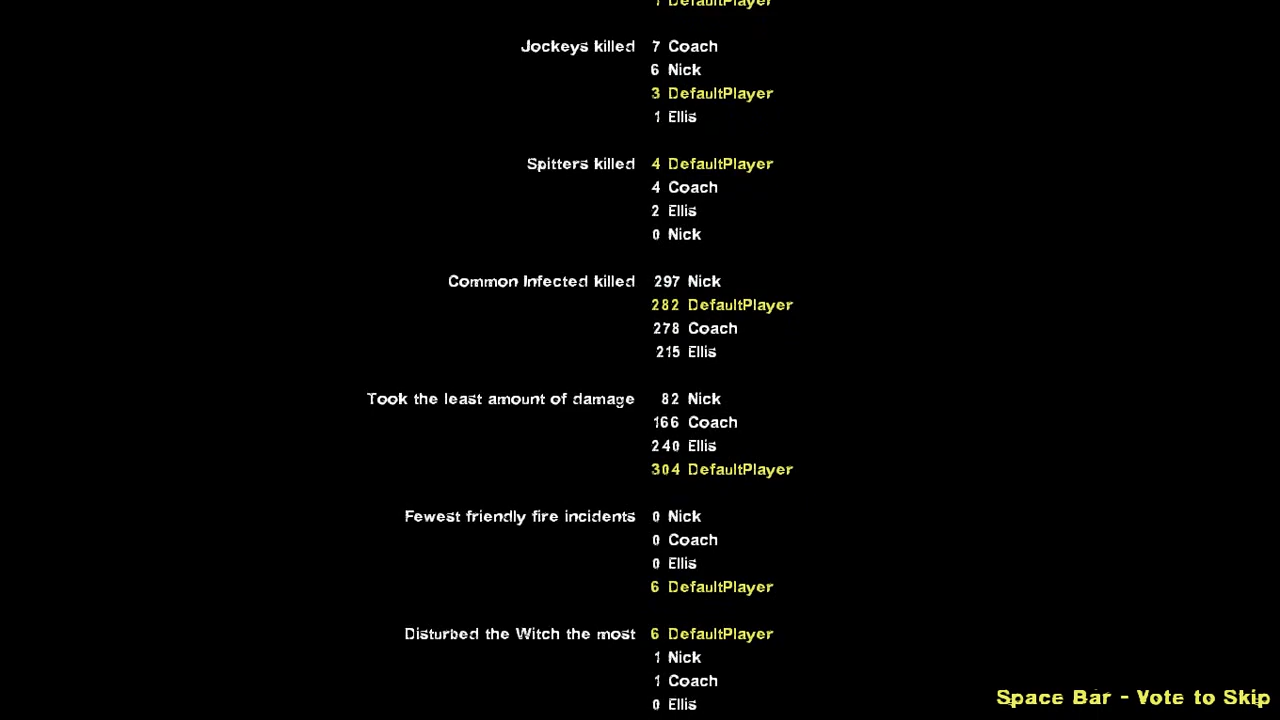 1 DefaultPlayer
Jockeys killed 7 Coach
6 Nick
3 DefaultPlayer
1 Ellis
Spitters killed 4 DefaultPlayer
4 Coach
2 Ellis
0 Nick
Common Infected killed 297 Nick
282 DefaultPlayer
278 Coach
215 Ellis
Took the least amount of damage 82 Nick
166 Coach
240 Ellis
304 DefaultPlayer
Fewest friendly fire incidents 0 Nick
0 Coach
0 Ellis
6 DefaultPlayer
Disturbed the Witch the most 6 DefaultPlayer
1 Nick
1 Coach
0 Ellis
Space Bar - Vote to Skip